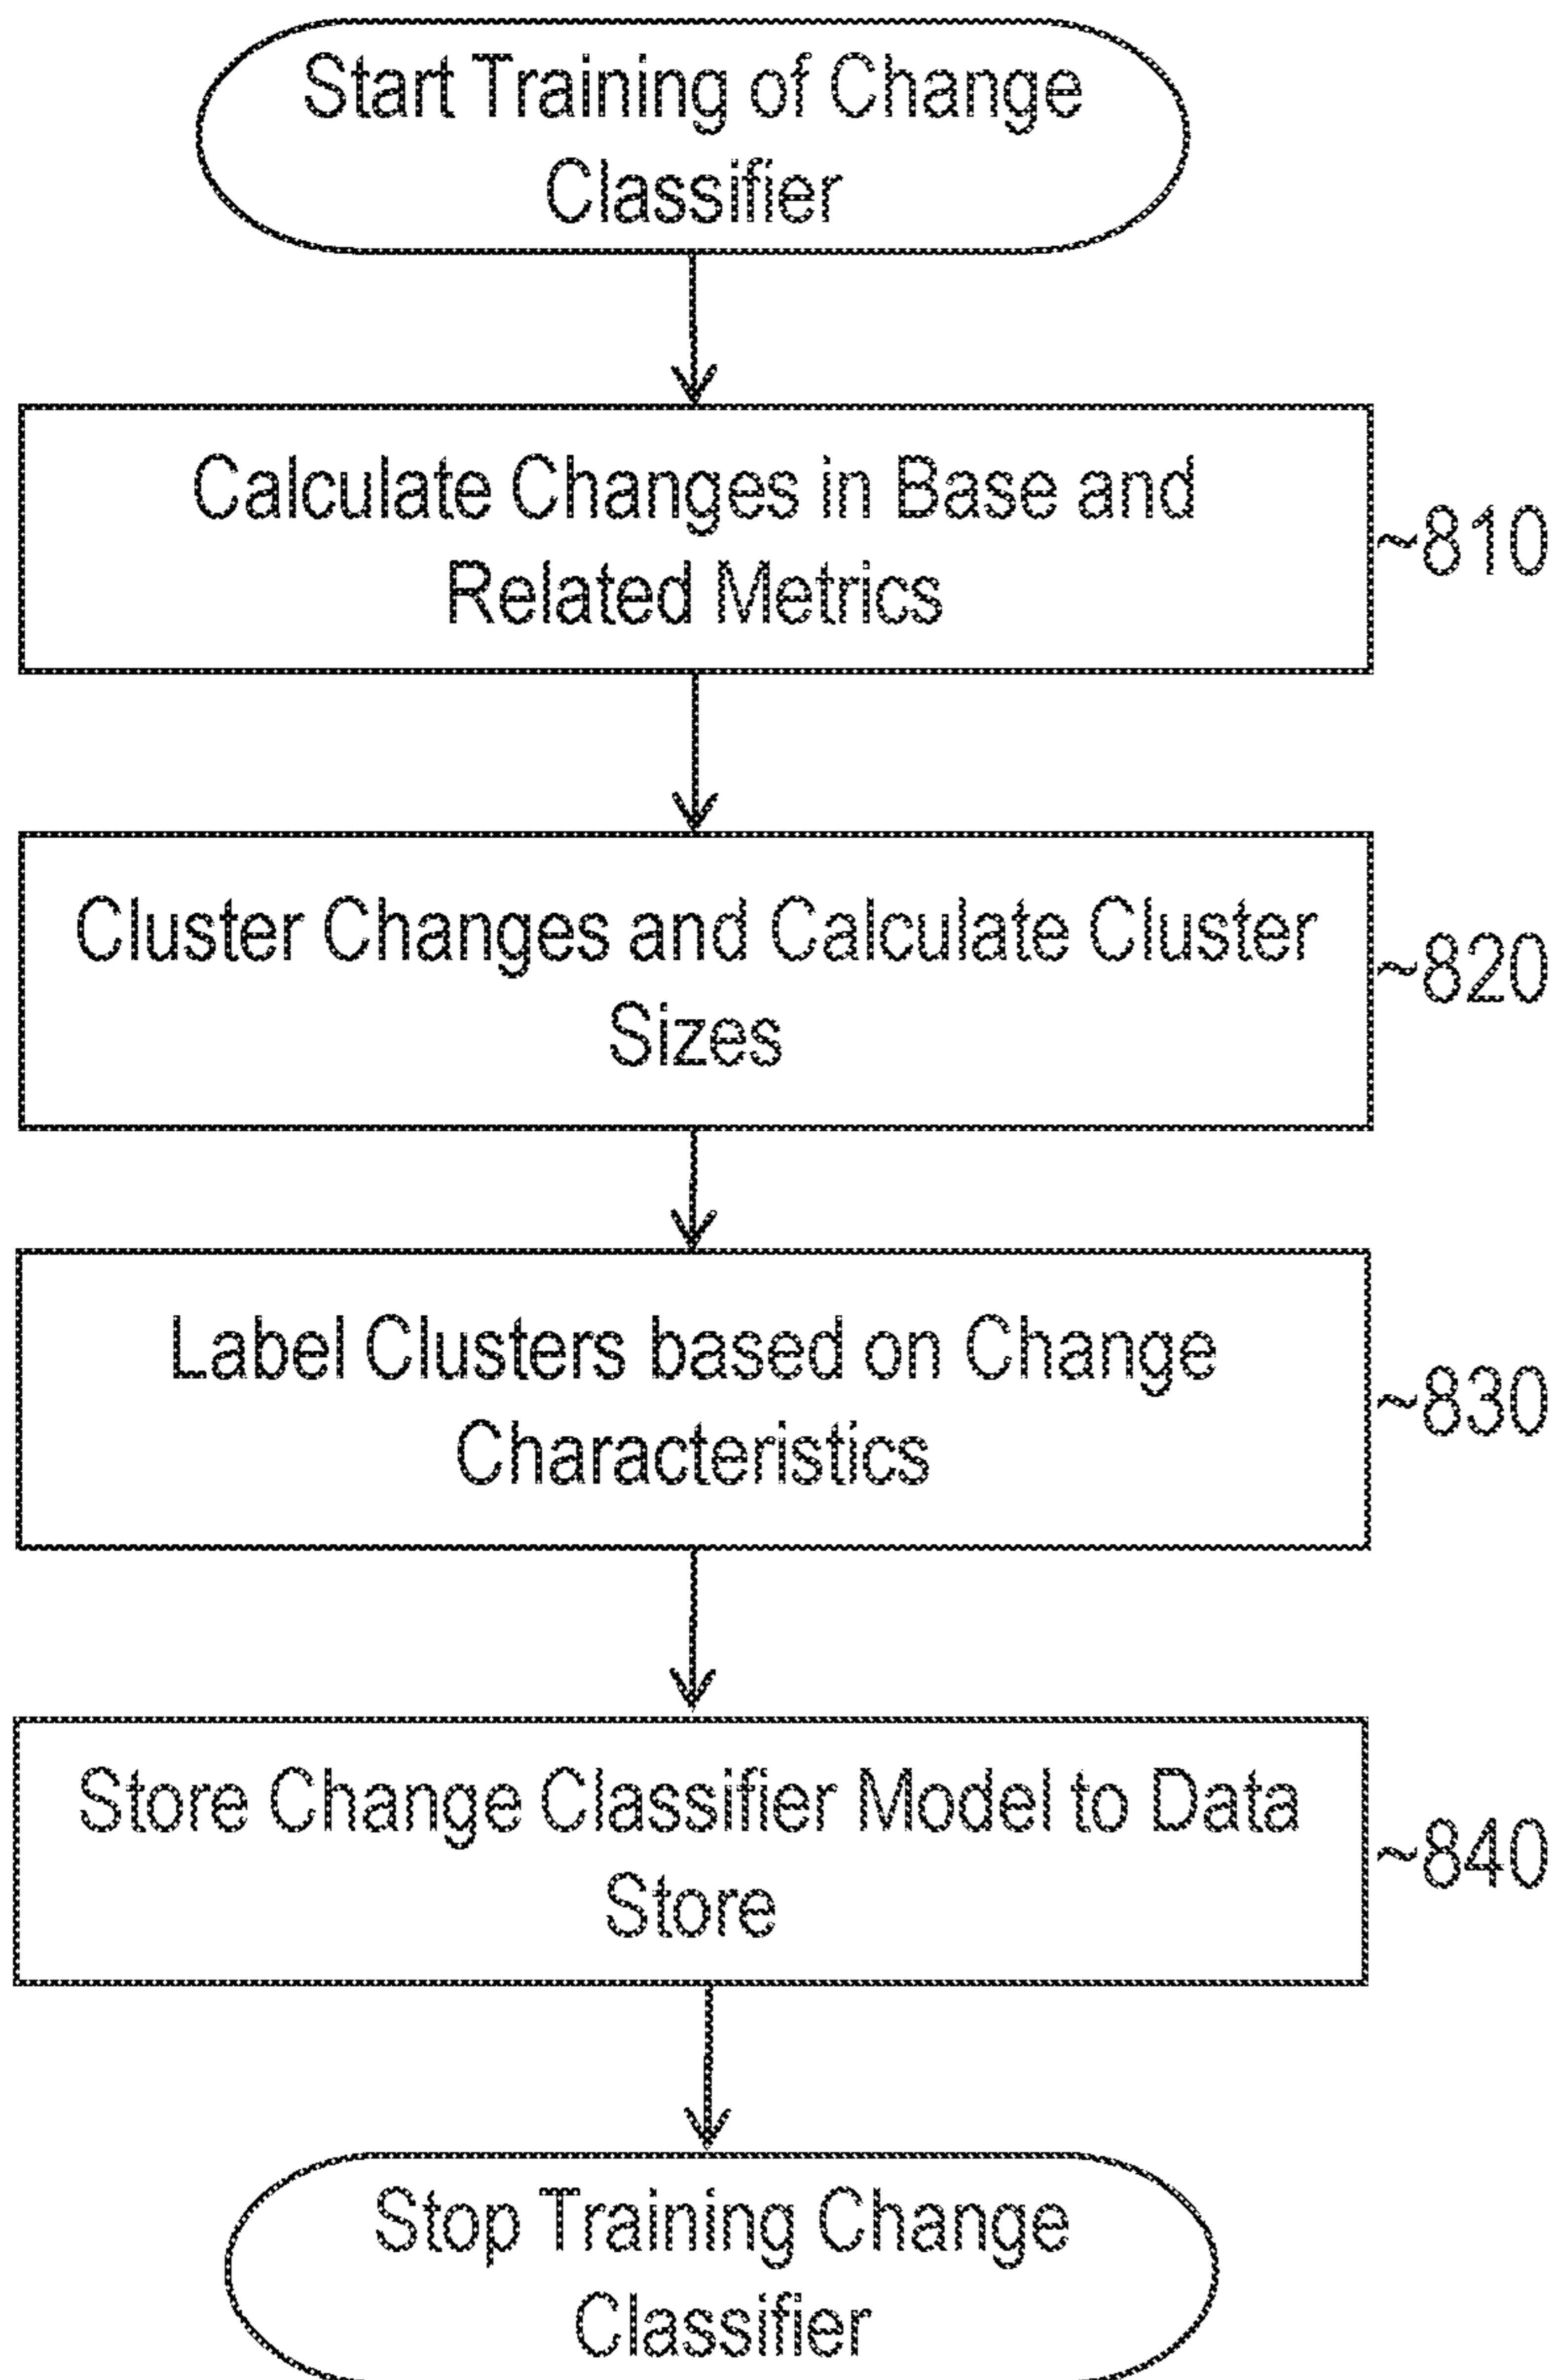 Start Training of Change
Classifier
Calculate Changes in Base and
Related Metrics
~810
Cluster Changes and Calculate Cluster
Sizes
~820
Label Clusters based on Change
Characteristics
~830
Store Change Classifier Model to Data
Store
~840
Stop Training Change
Classifier